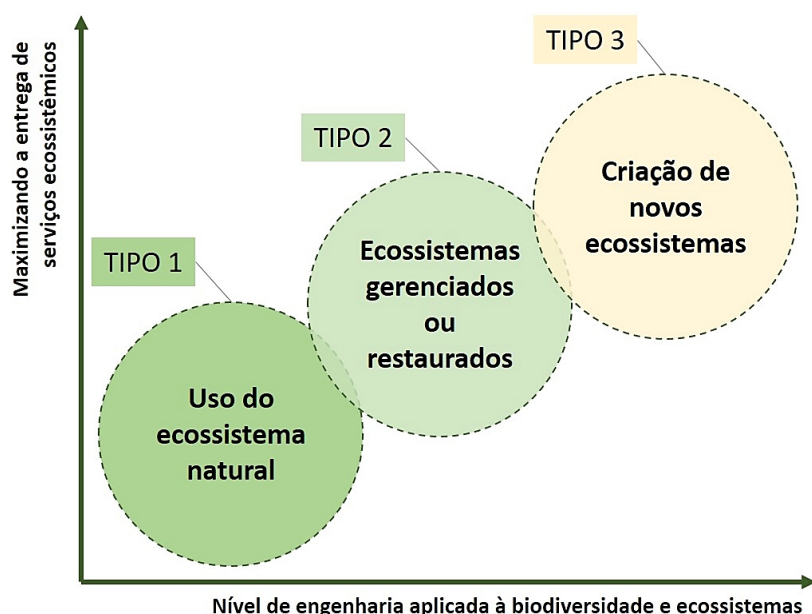 Maximizando a entrega de
serviços ecossistêmicos
TIPO 1
Uso do
ecossistema
natural
TIPO 2
Ecossistemas
gerenciados
ou
restaurados
TIPO 3
Criação de
novos
ecossistemas
Nível de engenharia aplicada à biodiversidade e ecossistemas